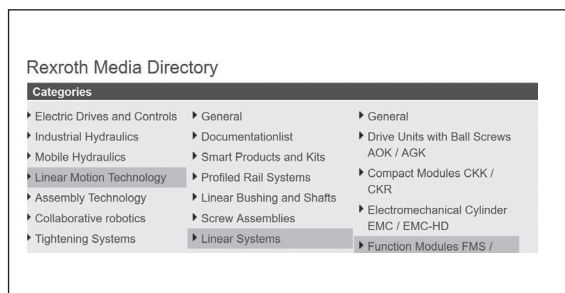 Rexroth Media Directory
Categories
Electric Drives and Controls
Industrial Hydraulics
Mobile Hydraulics
Linear Motion Technology
Assembly Technology
Collaborative robotics
Tightening Systems
General
Documentationlist
Smart Products and Kits
Profiled Rail Systems
Linear Bushing and Shafts
Screw Assemblies
Linear Systems
General
Drive Units with Ball Screws
AOK / AGK
Compact Modules CKK /
CKR
Electromechanical Cylinder
EMC / EMC-HD
Function Modules FMS /